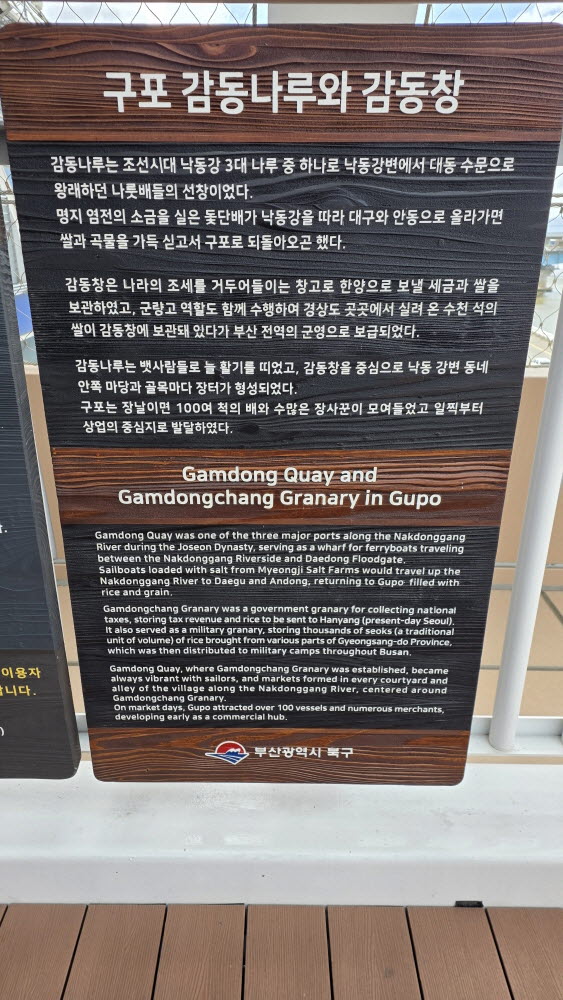 구포 감동나루와 감동창
감동나루는 조선시대 낙동강 3대 나루 중 하나로 낙동강변에서 대동 수문으로
왕래하던 나룻배들의 선창이었다.
명지 염전의 소금을 실은 돛단배가 낙동강을 따라 대구와 안동으로 올라가면
쌀과 곡물을 가득 싣고서 구포로 되돌아오곤 했다.
감동창은 나라의 조세를 거두어들이는 창고로 한양으로 보낼 세금과 쌀을
보관하였고, 군량고 역할도 함께 수행하여 경상도 곳곳에서 실려 온 수천 석의
쌀이 감동창에 보관돼 있다가 부산 전역의 군영으로 보급되었다.
감동나루는 뱃사람들로 늘 활기를 띠었고, 감동창을 중심으로 낙동 강변 동네
안쪽 마당과 골목마다 장터가 형성되었다.
구포는 장날이면 100여 척의 배와 수많은 장사꾼이 모여들었고 일찍부터
상업의 중심지로 발달하였다.
Gamdong Quay and
Gamdongchang Granary in Gupo
Gamdong Quay was one of the three major ports along the Nakdonggang
River during the Joseon Dynasty, serving as a wharf for ferryboats traveling
between the Nakdonggang Riverside and Daedong Floodgate.
Sailboats loaded with salt from Myeongji Salt Farms would travel up the
Nakdonggang River to Daegu and Andong, returning to Gupo filled with
rice and grain.
Gamdongchang Granary was a government granary for collecting national
taxes, storing tax revenue and rice to be sent to Hanyang (present-day Seoul).
It also served as a military granary, storing thousands of seoks (a traditional
unit of volume) of rice brought from various parts of Gyeongsang-do Province,
which was then distributed to military camps throughout Busan.
Gamdong Quay, where Gamdongchang Granary was established, became
always vibrant with sailors, and markets formed in every courtyard and
alley of the village along the Nakdonggang River, centered around
Gamdongchang Granary.
On market days, Gupo attracted over 100 vessels and numerous merchants,
developing early as a commercial hub.
부산광역시 북구
이용자
니다.
)